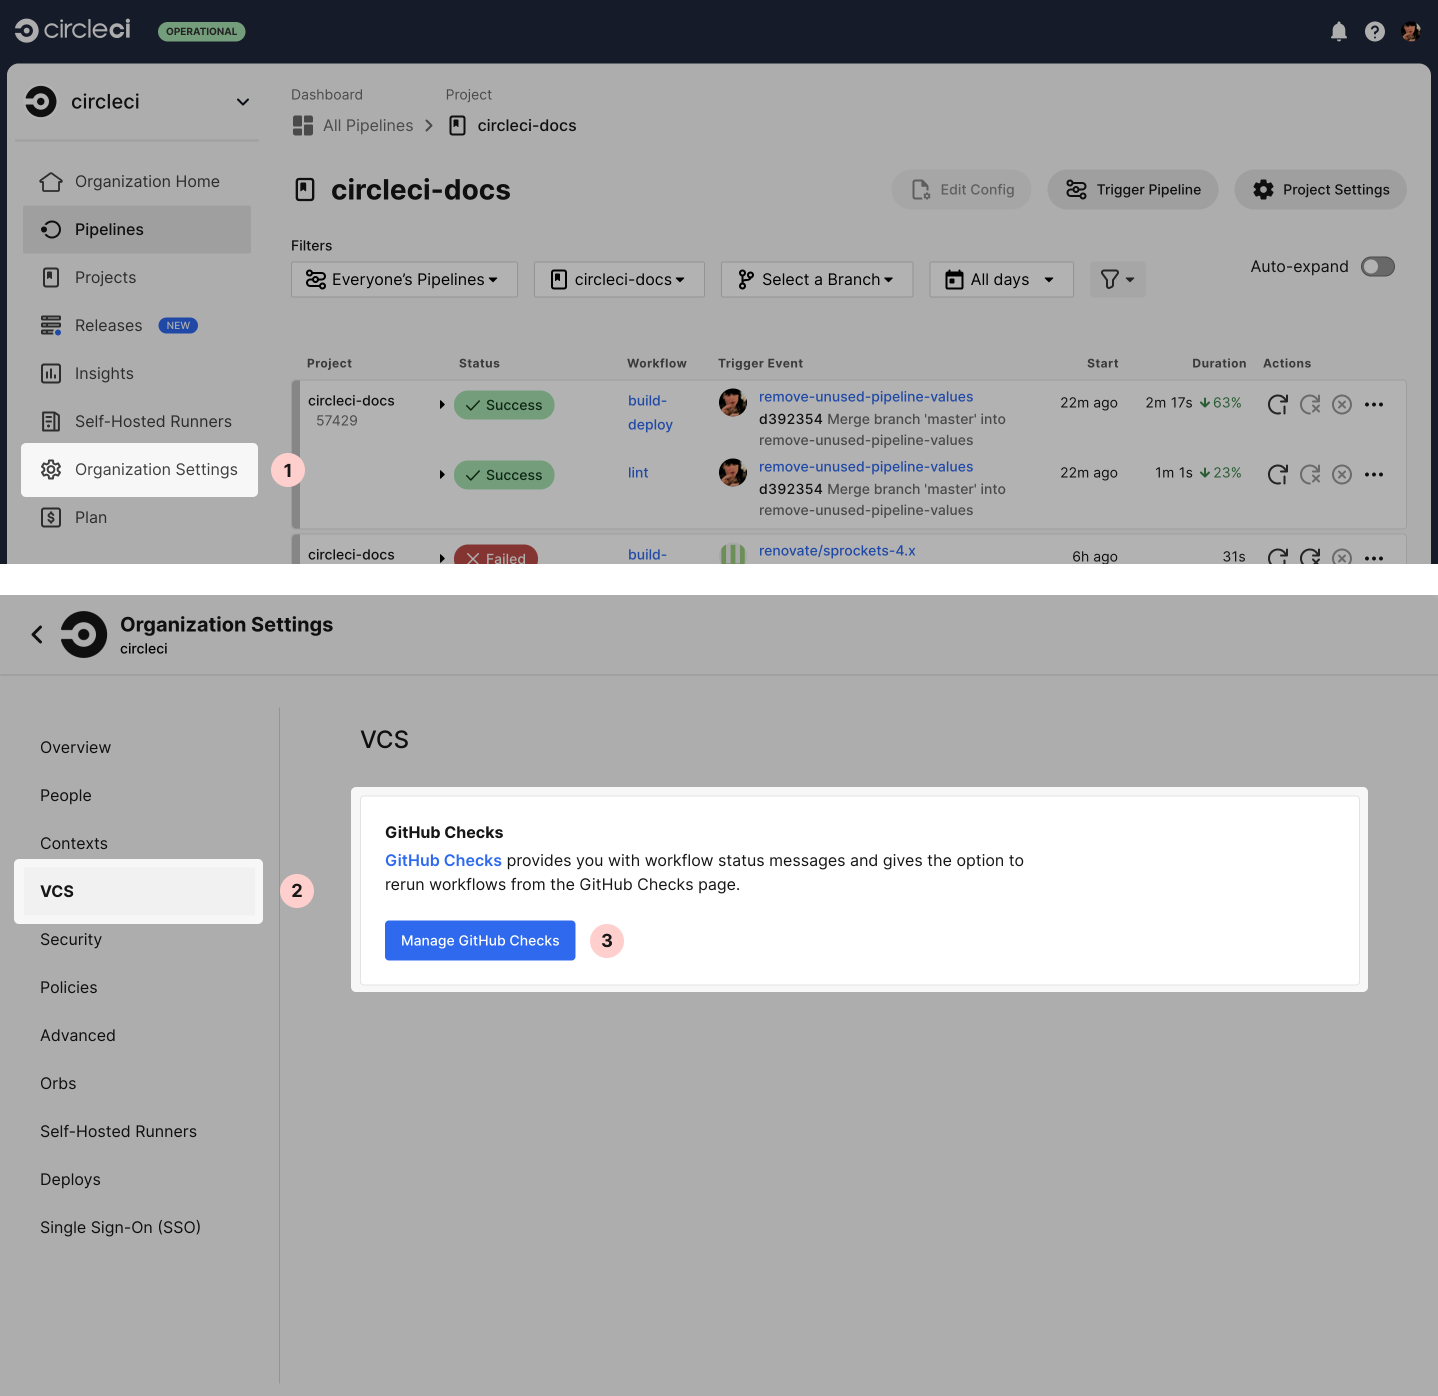 circleci
OPERATIONAL
circleci
Organization Home
Pipelines
Projects
Releases NEW
Insights
Self-Hosted Runners
Organization Settings
1
Plan
Dashboard Project
All Pipelines circleci-docs
circleci-docs
Edit Config
Trigger Pipeline
Project Settings
Filters
Everyone's Pipelines
circleci-docs
Select a Branch
All days
Auto-expand
Project Status Workflow Trigger Event Start Duration Actions
circleci-docs
57429
Success
build-
deploy
remove-unused-pipeline-values
d392354 Merge branch 'master' into
remove-unused-pipeline-values
22m ago
2m 17s 63%
Success
lint
remove-unused-pipeline-values
d392354 Merge branch 'master' into
remove-unused-pipeline-values
22m ago
1m 1s 23%
circleci-docs
Failed
build-
renovate/sprockets-4.x
6h ago
31s
Organization Settings
circleci
Overview
People
Contexts
VCS
2
Security
Policies
Advanced
Orbs
Self-Hosted Runners
Deploys
Single Sign-On (SSO)
VCS
GitHub Checks
GitHub Checks provides you with workflow status messages and gives the option to
rerun workflows from the GitHub Checks page.
Manage GitHub Checks
3